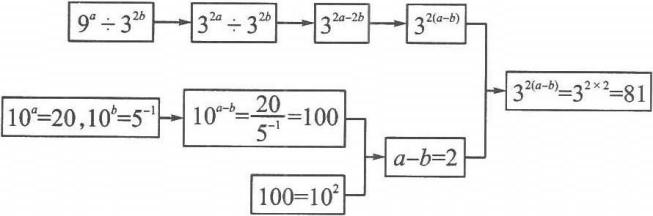 9^a ÷ 3^{2b} 3^{2a} ÷ 3^{2b} 3^{2a-2b} 3^{2(a-b)}
3^{2(a-b)}=3^{2×2}=81
10^a=20,10^b=5^{-1} 10^{a-b}=\frac{20}{5^{-1}}=100
a-b=2
100=10^2